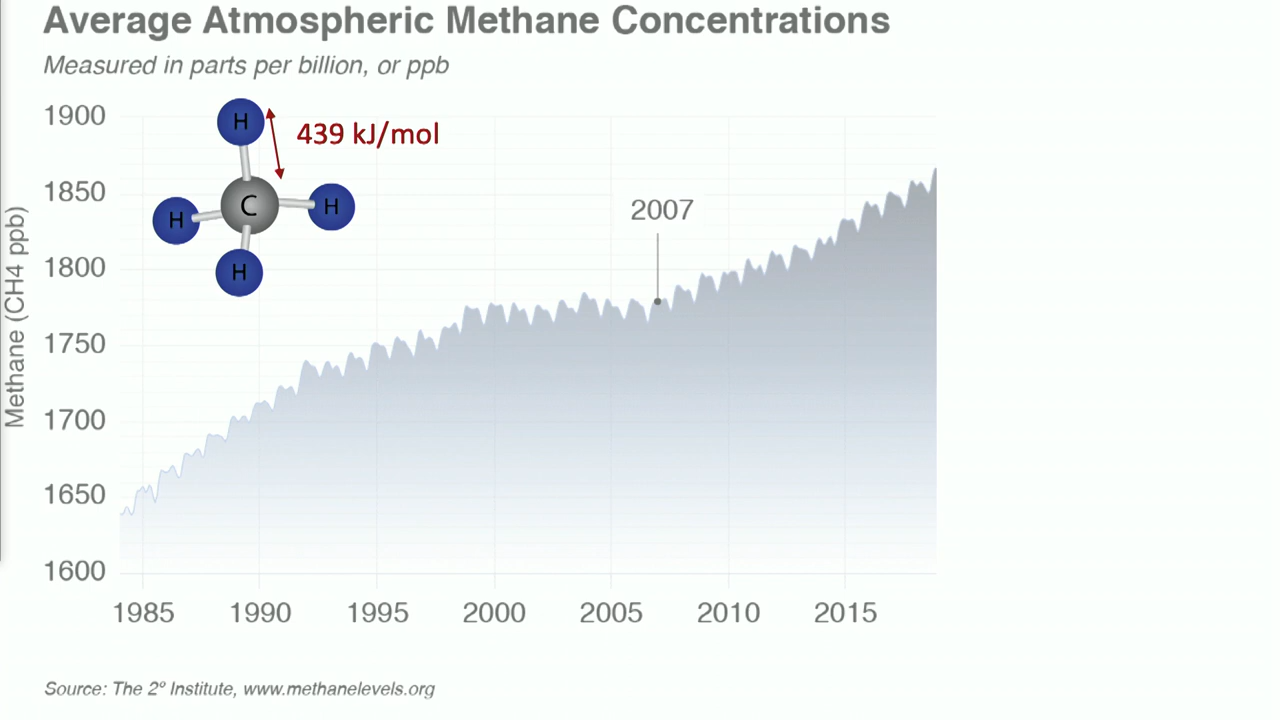 Average Atmospheric Methane Concentrations
Measured in parts per billion, or ppb
1900
1850
1800
1750
1700
1650
1600
Methane (CH4 ppb)
H
439 kJ/mol
H
C
H
H
2007
1985 1990 1995 2000 2005 2010 2015
Source: The 2º Institute, www.methanelevels.org